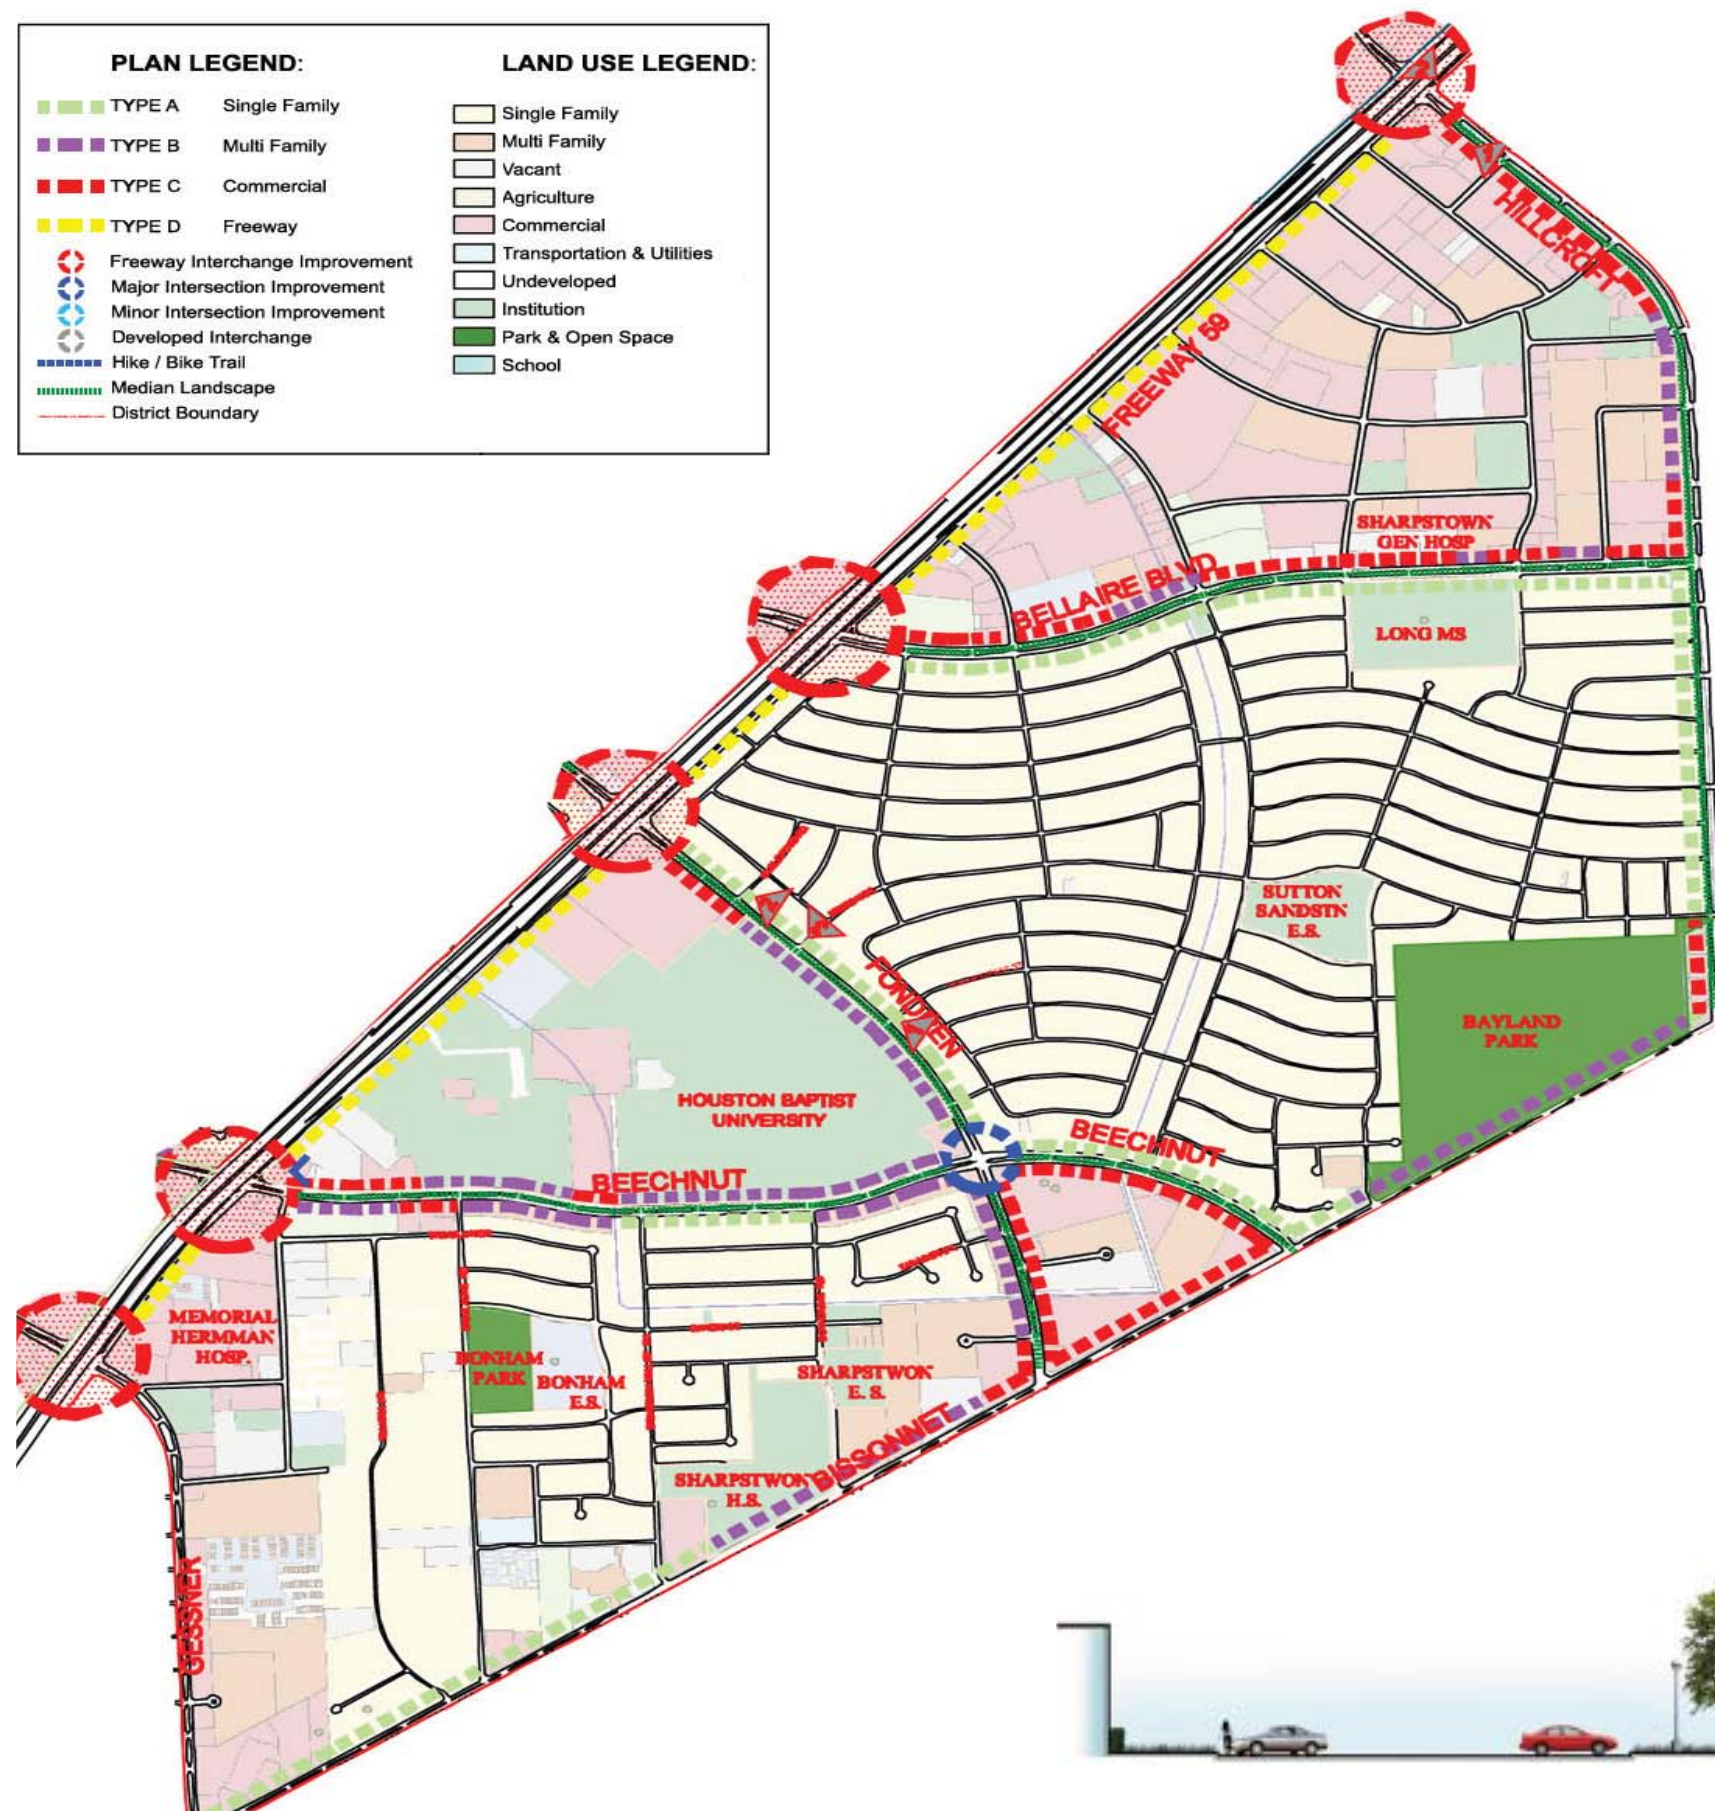 PLAN LEGEND:
TYPE A Single Family
TYPE B Multi Family
TYPE C Commercial
TYPE D Freeway
Freeway Interchange Improvement
Major Intersection Improvement
Minor Intersection Improvement
Developed Interchange
Hike / Bike Trail
Median Landscape
District Boundary
LAND USE LEGEND:
Single Family
Multi Family
Vacant
Agriculture
Commercial
Transportation & Utilities
Undeveloped
Institution
Park & Open Space
School
HILLCROFT
FREEWAY 59
SHARPSTOWN
GEN HOSP
BELLAIRE BLVD
LONG MS
SUTTON
SANDSTN
E.S.
FONDREN
BAYLAND
PARK
HOUSTON BAPTIST
UNIVERSITY
BEECHNUT
BEECHNUT
MEMORIAL
HERMMAN
HOSP.
BONHAM
PARK
BONHAM
E.S.
SHARPSTWON
E. S.
BISSONNET
SHARPSTWON
H.S.
GESSNER